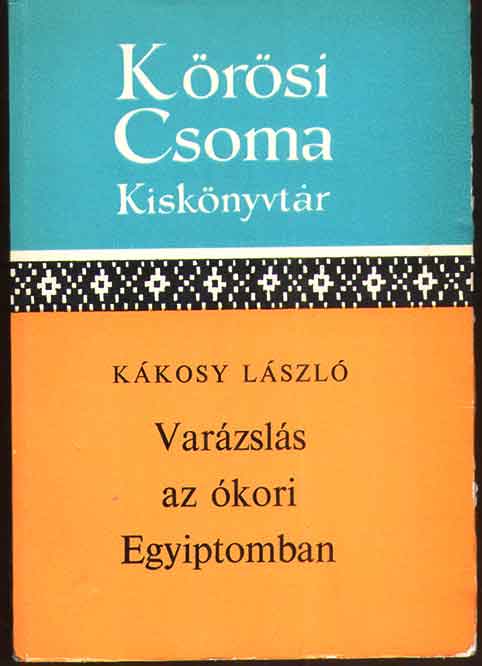 Kőrösi
Csoma
Kiskönyvtár
KÁKOSY LÁSZLÓ
Varázslás
az ókori
Egyiptomban